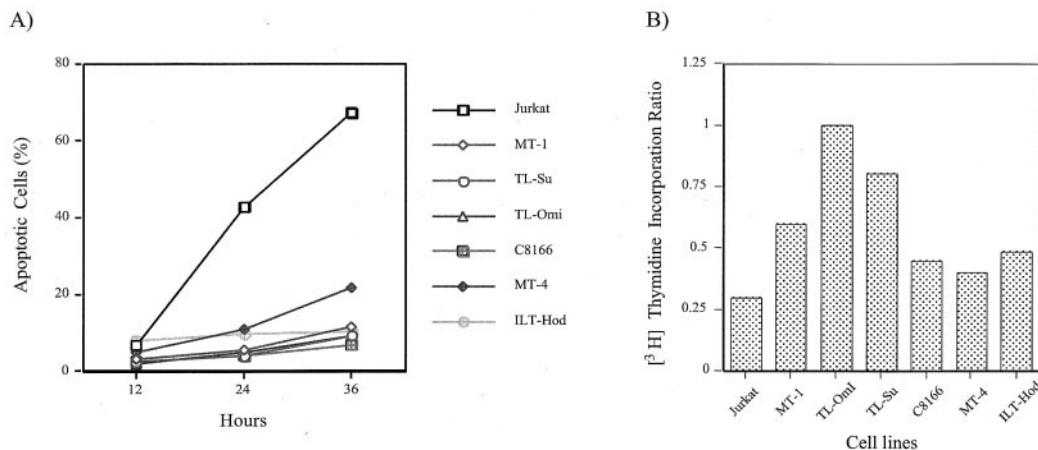 A)
80
60
40
20
0
12
24
36
Apoptotic Cells (%)
Hours
Jurkat
MT-1
TL-Su
TL-Omi
C8166
MT-4
ILT-Hod
B)
1.25
1
0.75
0.5
0.25
0
[³ H] Thymidine Incorporation Ratio
Jurkat
MT-1
TL-OmI
TL-Su
C8166
MT-4
ILT-Hod
Cell lines